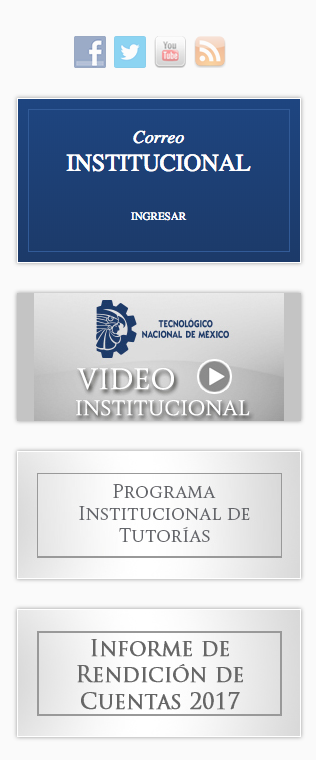 f
You
Tube
Correo
INSTITUCIONAL
INGRESAR
TECNOLÓGICO
NACIONAL DE MÉXICO
VIDEO
INSTITUCIONAL
PROGRAMA
INSTITUCIONAL DE
TUTORÍAS
INFORME DE
RENDICIÓN DE
CUENTAS 2017